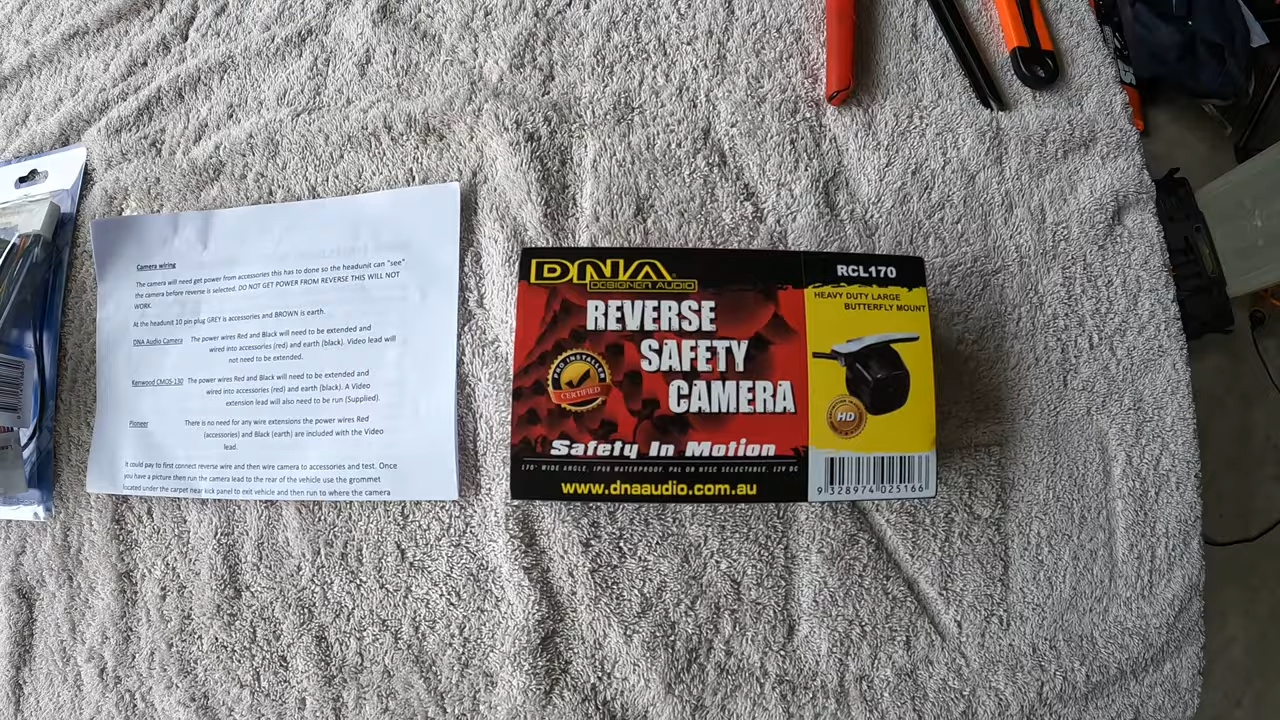 Camera wiring
The camera will need get power from accessories this has to done so the headunit can "see"
the camera before reverse is selected. DO NOT GET POWER FROM REVERSE THIS WILL NOT
WORK.
At the headunit 10 pin plug GREY is accessories and BROWN is earth.
DNA Audio Camera The power wires Red and Black will need to be extended and
wired into accessories (red) and earth (black). Video lead will
not need to be extended.
Kenwood CMOS-130 The power wires Red and Black will need to be extended and
wired into accessories (red) and earth (black). A Video
extension lead will also need to be run (Supplied).
Pioneer There is no need for any wire extensions the power wires Red
(accessories) and Black (earth) are included with the Video
lead.
It could pay to first connect reverse wire and then wire camera to accessories and test. Once
you have a picture then run the camera lead to the rear of the vehicle use the grommet
located under the carpet near kick panel to exit vehicle and then run to where the camera
DNA
DESIGNER AUDIO
REVERSE
SAFETY
CAMERA
PRO INSTALLER
CERTIFIED
Safety In Motion
170° WIDE ANGLE, IP68 WATERPROOF, PAL OR NTSC SELECTABLE, 12V DC
www.dnaaudio.com.au
RCL170
HEAVY DUTY LARGE
BUTTERFLY MOUNT
HD
9 328974 025166